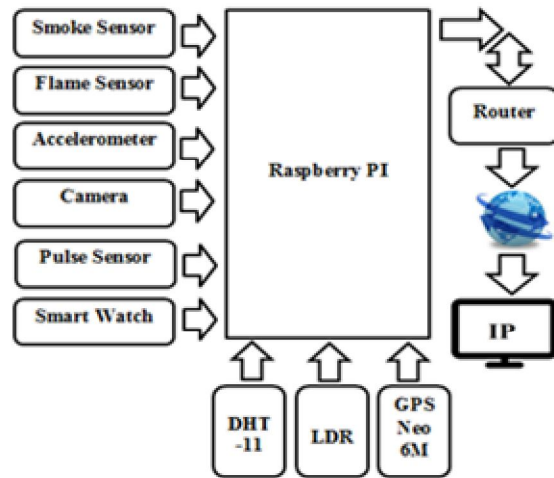 Smoke Sensor
Flame Sensor
Accelerometer
Camera
Pulse Sensor
Smart Watch
Raspberry PI
Router
IP
DHT
-11
LDR
GPS
Neo
6M